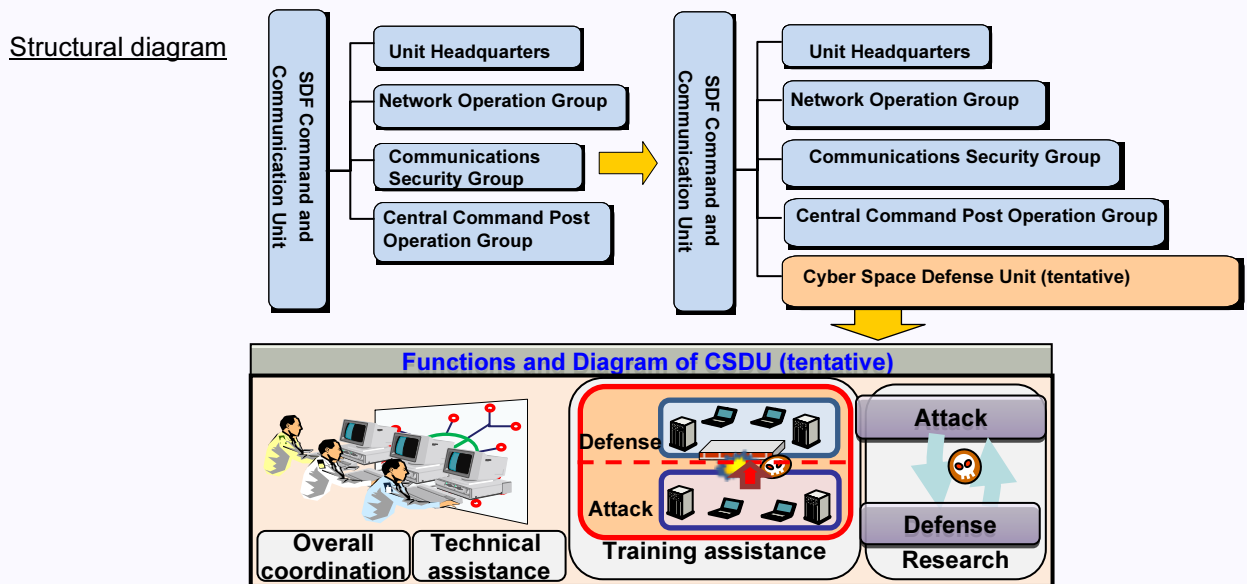 Structural diagram
SDF Command and
Communication Unit
Unit Headquarters
Network Operation Group
Communications
Security Group
Central Command Post
Operation Group
SDF Command and
Communication Unit
Unit Headquarters
Network Operation Group
Communications Security Group
Central Command Post Operation Group
Cyber Space Defense Unit (tentative)
Functions and Diagram of CSDU (tentative)
Overall
coordination
Technical
assistance
Defense
Attack
Training assistance
Attack
Defense
Research